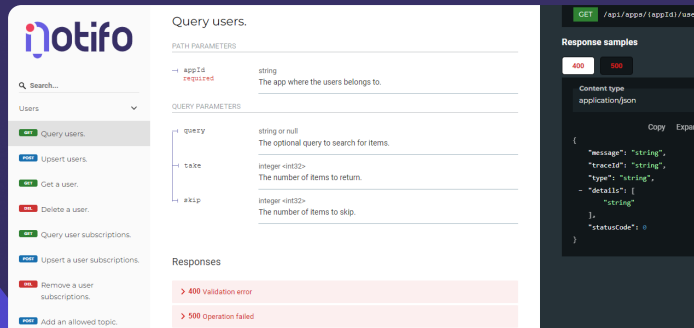 notifo
Search...
Users
GET Query users.
POST Upsert users.
GET Get a user.
DEL Delete a user.
GET Query user subscriptions.
POST Upsert a user subscriptions.
DEL Remove a user
subscriptions.
POST Add an allowed topic.
Query users.
PATH PARAMETERS
appId
required
string
The app where the users belongs to.
QUERY PARAMETERS
query
string or null
The optional query to search for items.
take
integer <int32>
The number of items to return.
skip
integer <int32>
The number of items to skip.
Responses
400 Validation error
500 Operation failed
GET /api/apps/{appId}/use
Response samples
400 500
Content type
application/json
Copy Expan
{
"message": "string",
"traceId": "string",
"type": "string",
- "details": [
"string"
],
"statusCode": 0
}